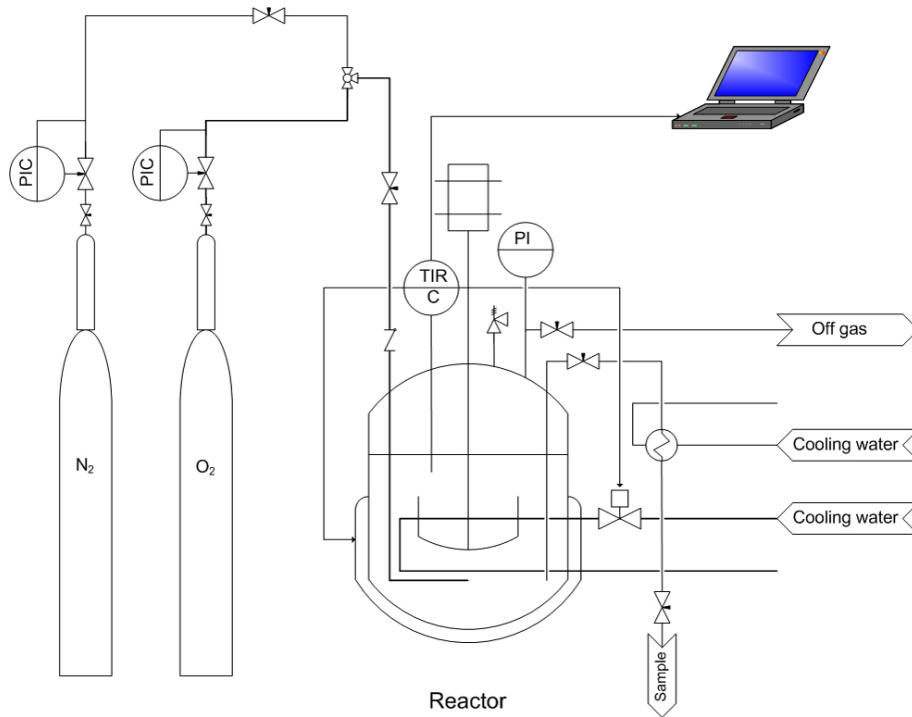 PIC
PIC
TIR
C
PI
Off gas
N₂
O₂
Cooling water
Cooling water
Sample
Reactor